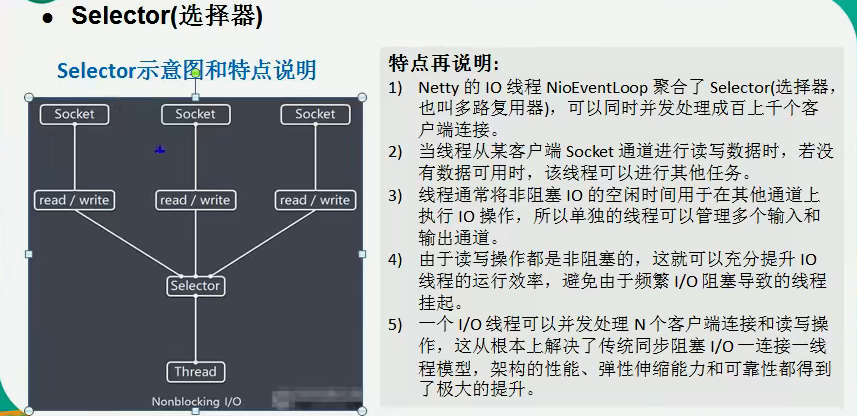 ● Selector(选择器)
Selector示意图和特点说明
Socket Socket Socket
read / write read / write read / write
Selector
Thread
Nonblocking I/O
特点再说明:
1) Netty 的 IO 线程 NioEventLoop 聚合了 Selector(选择器,
也叫多路复用器)，可以同时并发处理成百上千个客
户端连接。
2) 当线程从某客户端 Socket 通道进行读写数据时，若没
有数据可用时，该线程可以进行其他任务。
3) 线程通常将非阻塞 IO 的空闲时间用于在其他通道上
执行 IO 操作，所以单独的线程可以管理多个输入和
输出通道。
4) 由于读写操作都是非阻塞的，这就可以充分提升 IO
线程的运行效率，避免由于频繁 I/O 阻塞导致的线程
挂起。
5) 一个 I/O 线程可以并发处理 N 个客户端连接和读写操
作，这从根本上解决了传统同步阻塞 I/O 一连接一线
程模型，架构的性能、弹性伸缩能力和可靠性都得到
了极大的提升。